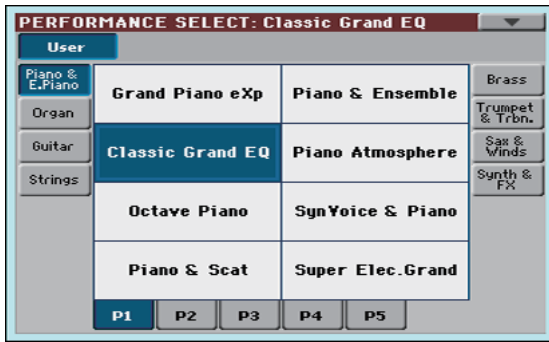 PERFORMANCE SELECT: Classic Grand EQ
User
Piano &
E.Piano
Organ
Guitar
Strings
Grand Piano eXp
Piano & Ensemble
Classic Grand EQ
Piano Atmosphere
Octave Piano
SynVoice & Piano
Piano & Scat
Super Elec.Grand
Brass
Trumpet
& Trbn.
Sax &
Winds
Synth &
FX
P1 P2 P3 P4 P5